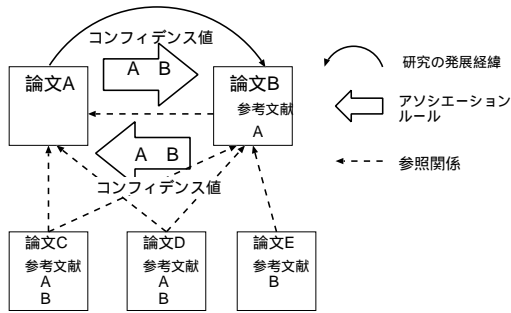 コンフィデンス値
A B
論文A
論文B
参考文献
A
A B
コンフィデンス値
論文C
参考文献
A
B
論文D
参考文献
A
B
論文E
参考文献
B
研究の発展経緯
アソシエーション
ルール
参照関係